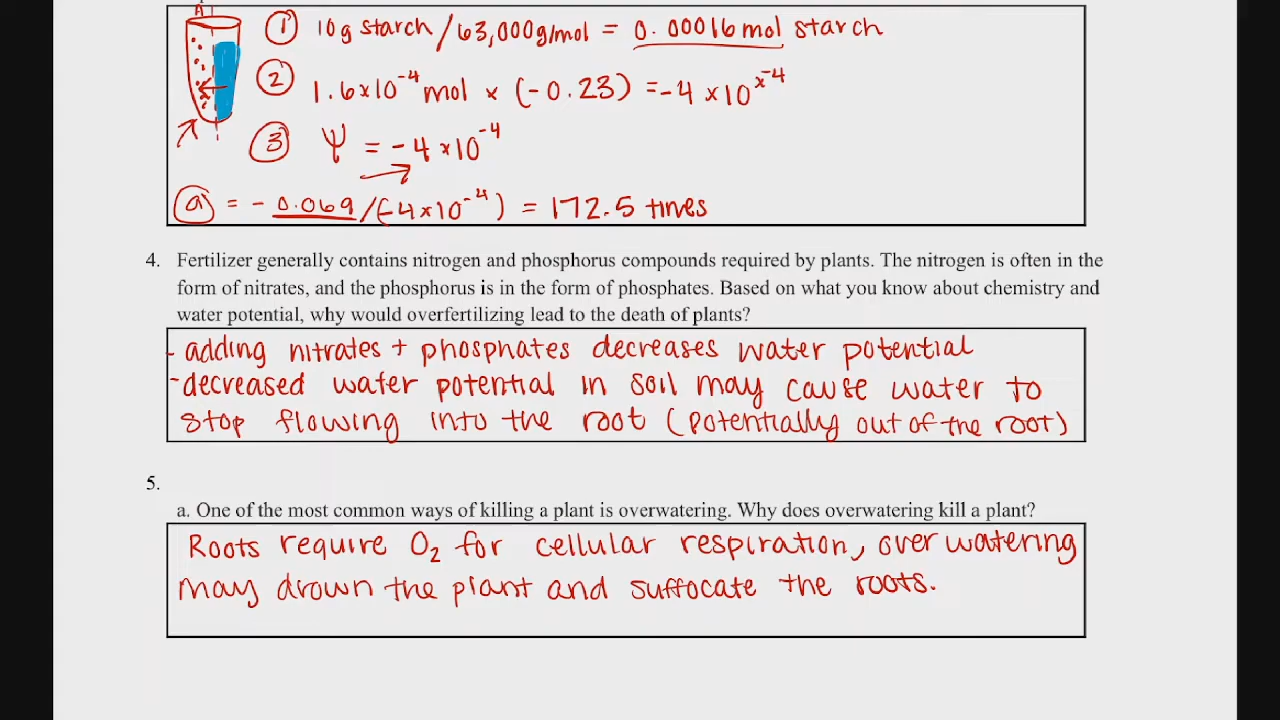 A
① 10g starch / 63,000g/mol = 0.00016 mol starch
② 1.6×10⁻⁴ mol × (-0.23) = -4 × 10ˣ⁻⁴
③ Ψ = -4×10⁻⁴
ⓐ = - 0.069/(-4×10⁻⁴) = 172.5 times
4. Fertilizer generally contains nitrogen and phosphorus compounds required by plants. The nitrogen is often in the
form of nitrates, and the phosphorus is in the form of phosphates. Based on what you know about chemistry and
water potential, why would overfertilizing lead to the death of plants?
- adding nitrates + phosphates decreases water potential
- decreased water potential in soil may cause water to
stop flowing into the root (potentially out of the root)
5.
a. One of the most common ways of killing a plant is overwatering. Why does overwatering kill a plant?
Roots require O₂ for cellular respiration, over watering
may drown the plant and suffocate the roots.